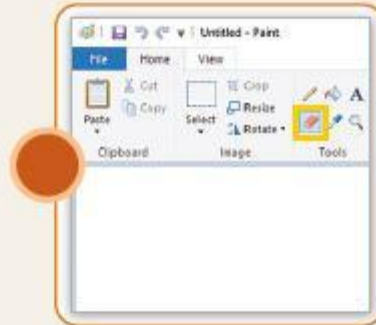 Untitled - Paint
File Home View
Cut Crop
Copy Resize
Paste Select Rotate A
Clipboard Image Tools